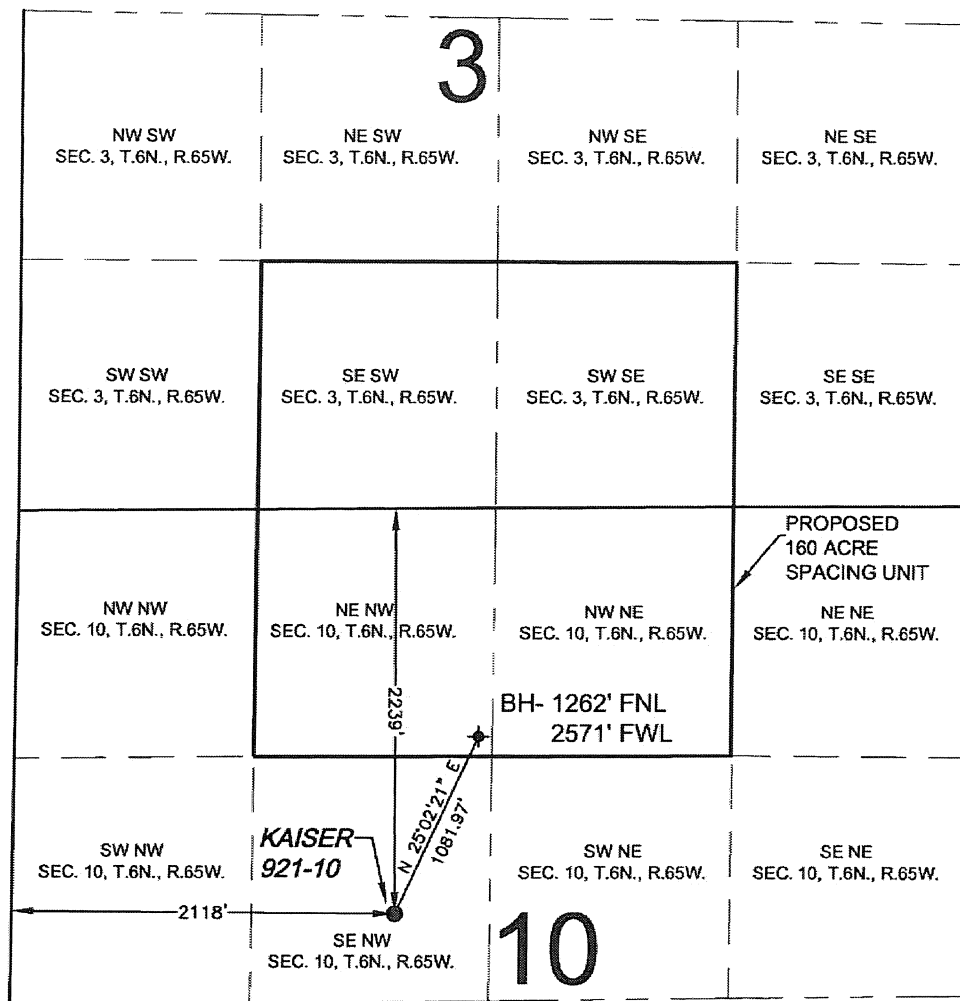 3
NW SW
SEC. 3, T.6N., R.65W.
NE SW
SEC. 3, T.6N., R.65W.
NW SE
SEC. 3, T.6N., R.65W.
NE SE
SEC. 3, T.6N., R.65W.
SW SW
SEC. 3, T.6N., R.65W.
SE SW
SEC. 3, T.6N., R.65W.
SW SE
SEC. 3, T.6N., R.65W.
SE SE
SEC. 3, T.6N., R.65W.
PROPOSED
160 ACRE
SPACING UNIT
NW NW
SEC. 10, T.6N., R.65W.
NE NW
SEC. 10, T.6N., R.65W.
NW NE
SEC. 10, T.6N., R.65W.
NE NE
SEC. 10, T.6N., R.65W.
2239'
BH- 1262' FNL
2571' FWL
N 25°02'21" E
1081.97'
KAISER
921-10
SW NW
SEC. 10, T.6N., R.65W.
SW NE
SEC. 10, T.6N., R.65W.
SE NE
SEC. 10, T.6N., R.65W.
2118'
SE NW
SEC. 10, T.6N., R.65W.
10